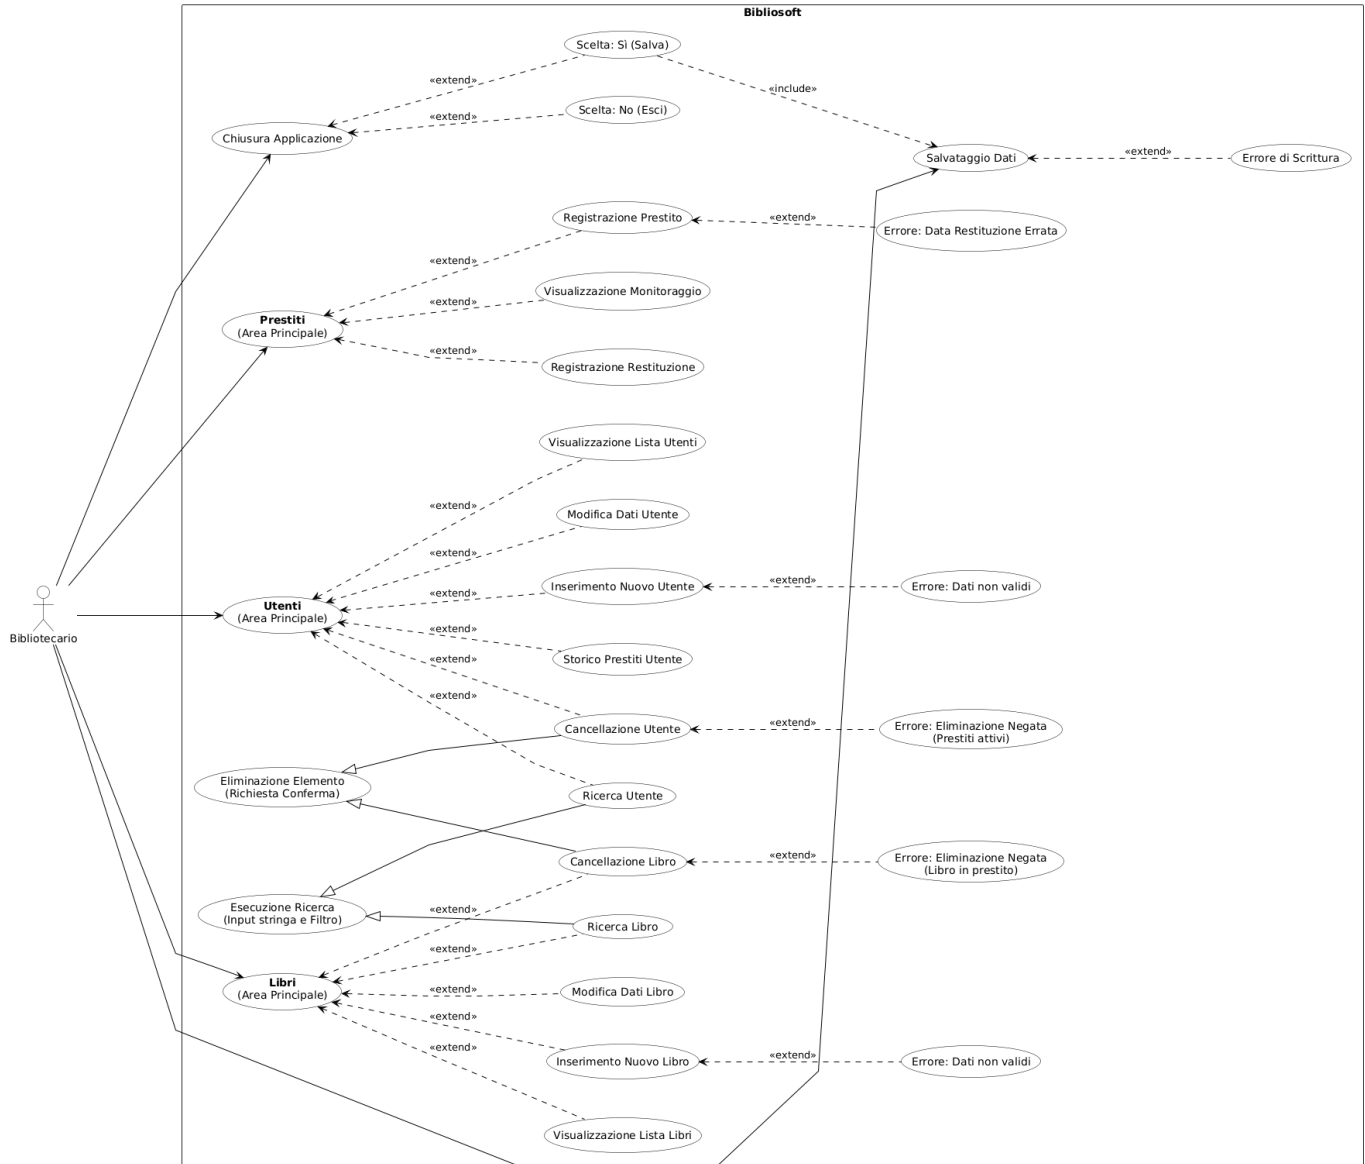 Bibliosoft
Scelta: Sì (Salva)
«extend»
«include»
Scelta: No (Esci)
«extend»
Chiusura Applicazione
Salvataggio Dati
«extend»
Errore di Scrittura
Registrazione Prestito
«extend»
Errore: Data Restituzione Errata
«extend»
Visualizzazione Monitoraggio
«extend»
Prestiti
(Area Principale)
«extend»
Registrazione Restituzione
Visualizzazione Lista Utenti
«extend»
Modifica Dati Utente
«extend»
Inserimento Nuovo Utente
«extend»
Errore: Dati non validi
«extend»
Utenti
(Area Principale)
Bibliotecario
«extend»
Storico Prestiti Utente
«extend»
«extend»
Cancellazione Utente
«extend»
Errore: Eliminazione Negata
(Prestiti attivi)
Eliminazione Elemento
(Richiesta Conferma)
Ricerca Utente
Cancellazione Libro
«extend»
Errore: Eliminazione Negata
(Libro in prestito)
Esecuzione Ricerca
(Input stringa e Filtro)
«extend»
Ricerca Libro
«extend»
Libri
(Area Principale)
«extend»
Modifica Dati Libro
«extend»
«extend»
Inserimento Nuovo Libro
«extend»
Errore: Dati non validi
Visualizzazione Lista Libri